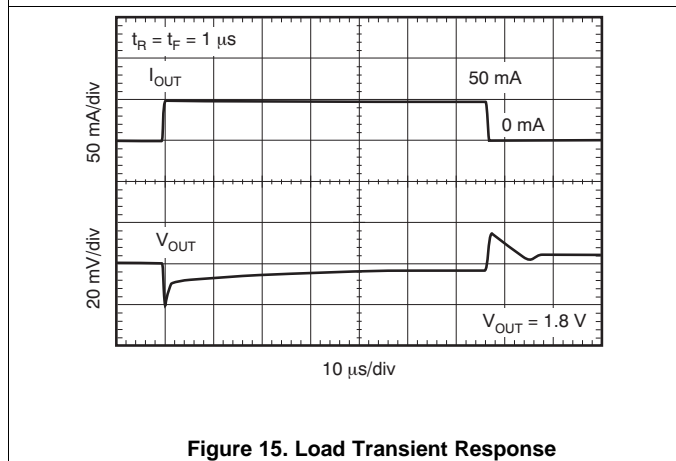 t_R = t_F = 1 μs
I_OUT
50 mA
0 mA
50 mA/div
V_OUT
20 mV/div
V_OUT = 1.8 V
10 μs/div
Figure 15. Load Transient Response